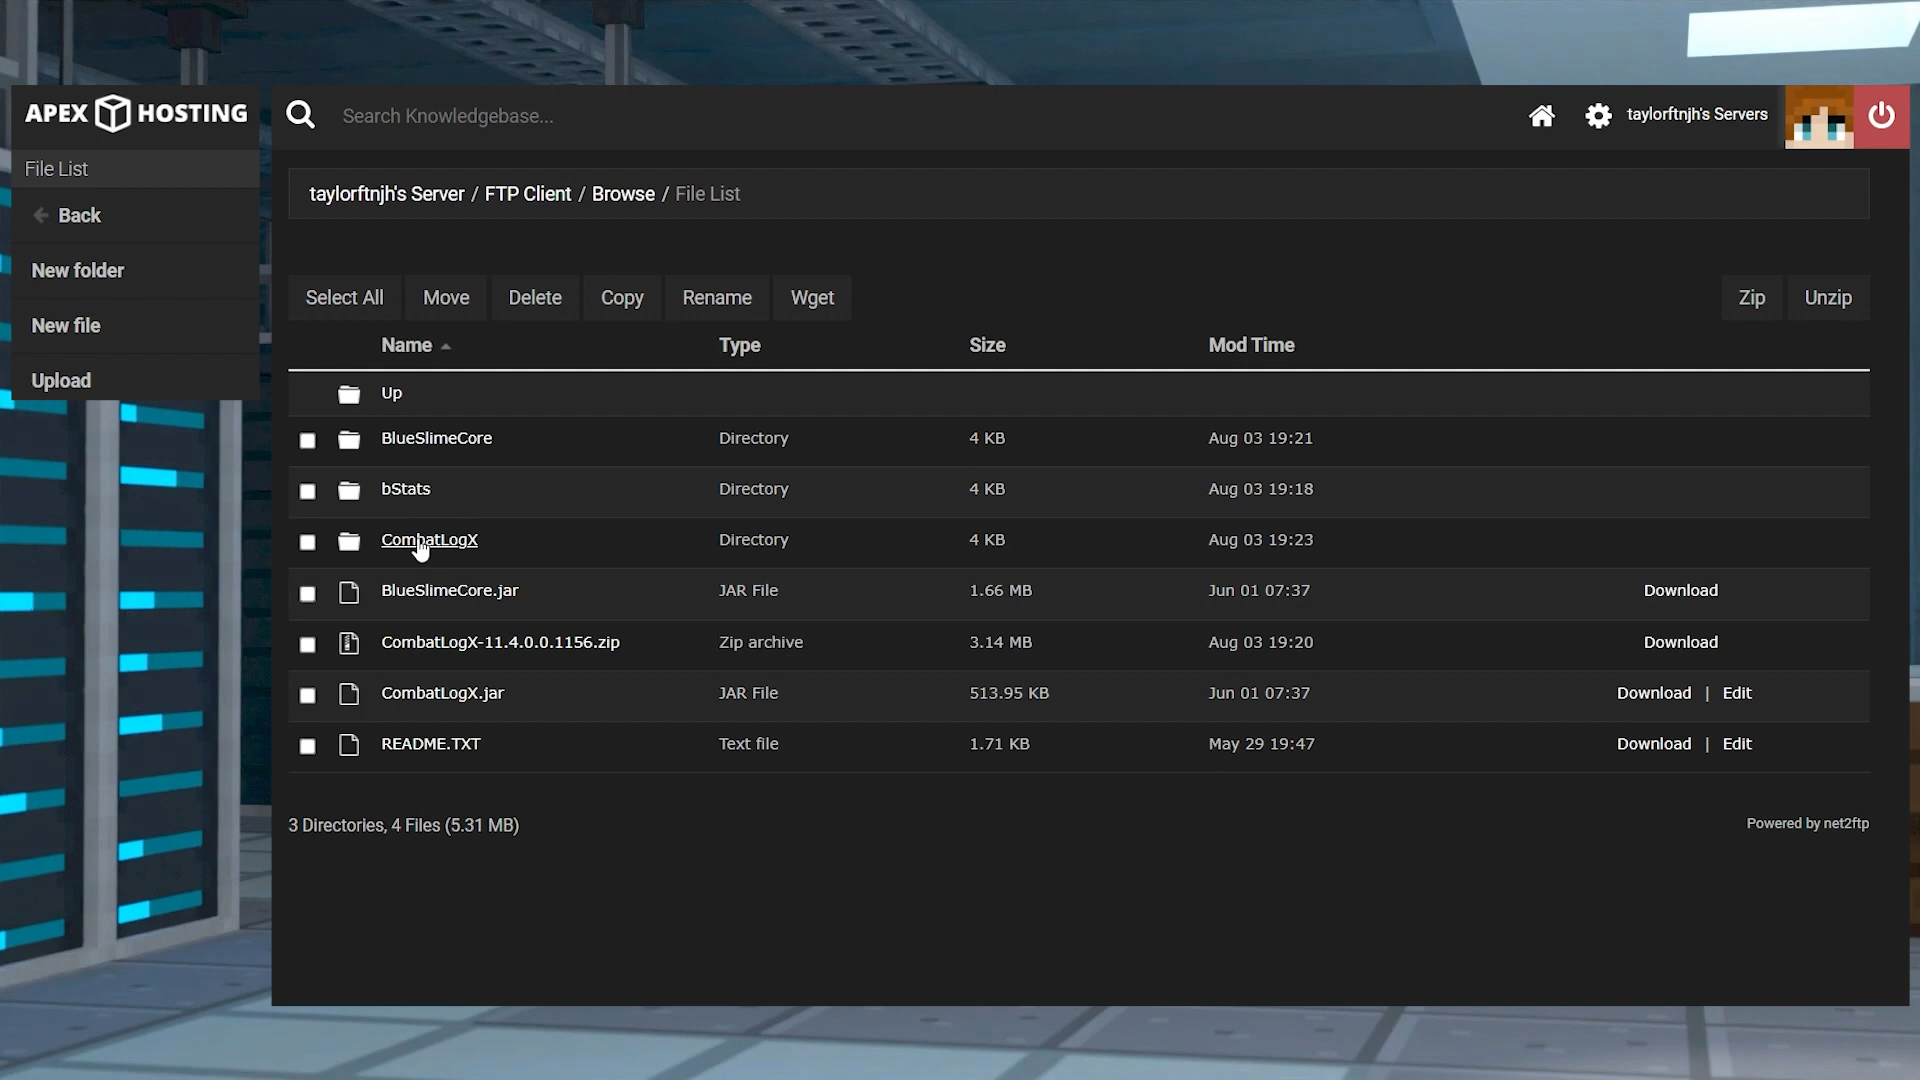 APEX HOSTING
Search Knowledgebase...
taylorftnjh's Servers
File List
Back
New folder
New file
Upload
taylorftnjh's Server / FTP Client / Browse / File List
Select All Move Delete Copy Rename Wget Zip Unzip
Name Type Size Mod Time
Up
BlueSlimeCore Directory 4 KB Aug 03 19:21
bStats Directory 4 KB Aug 03 19:18
CombatLogX Directory 4 KB Aug 03 19:23
BlueSlimeCore.jar JAR File 1.66 MB Jun 01 07:37 Download
CombatLogX-11.4.0.0.1156.zip Zip archive 3.14 MB Aug 03 19:20 Download
CombatLogX.jar JAR File 513.95 KB Jun 01 07:37 Download | Edit
README.TXT Text file 1.71 KB May 29 19:47 Download | Edit
3 Directories, 4 Files (5.31 MB)
Powered by net2ftp